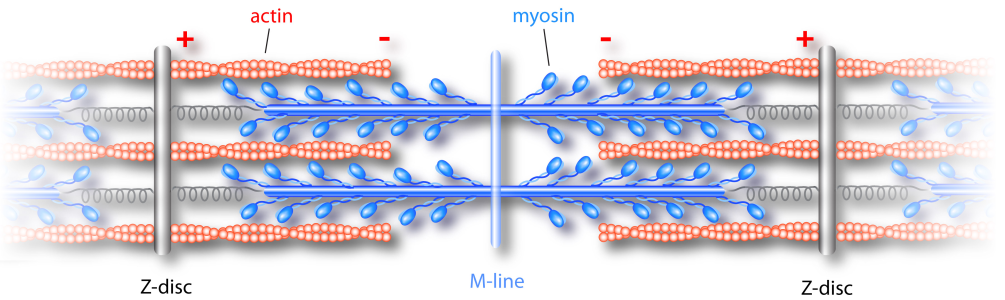 actin
myosin
+
-
-
+
Z-disc
M-line
Z-disc